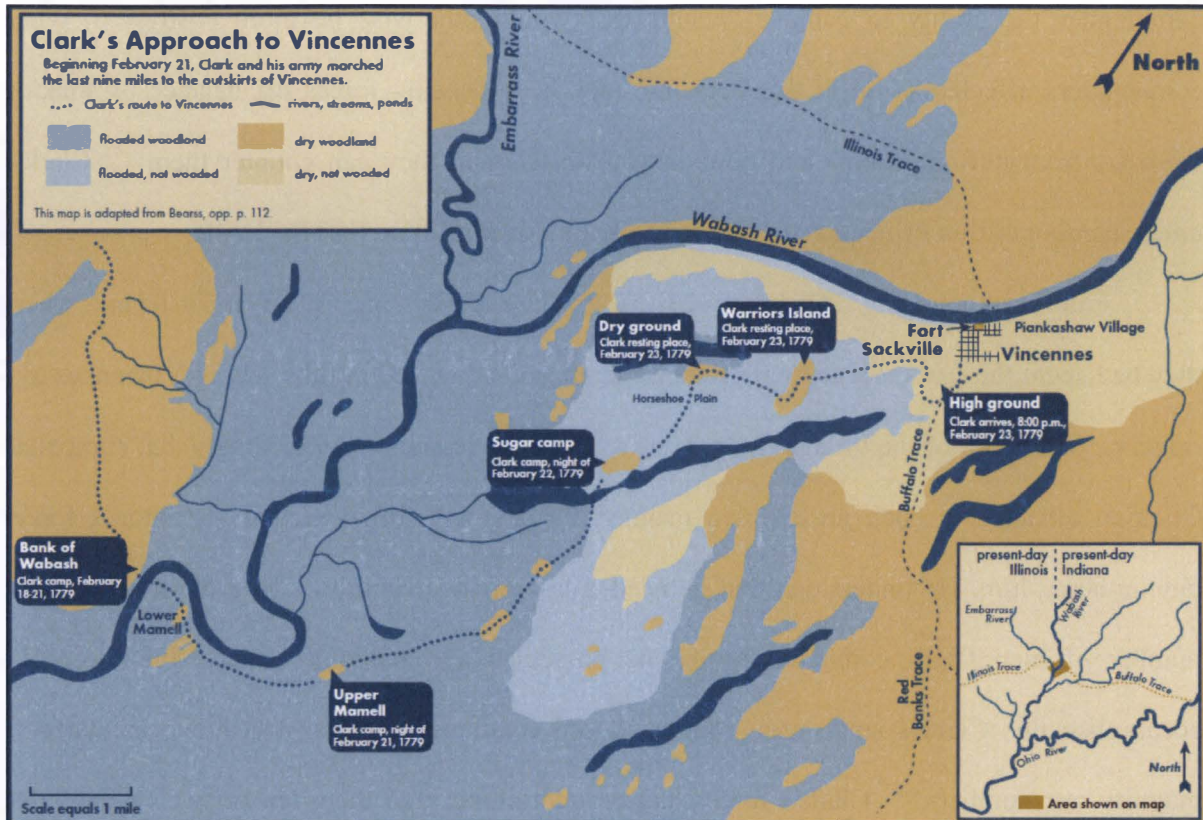 Clark's Approach to Vincennes
Beginning February 21, Clark and his army marched
the last nine miles to the outskirts of Vincennes.
Clark's route to Vincennes
rivers, streams, ponds
flooded woodland
dry woodland
flooded, not wooded
dry, not wooded
This map is adapted from Bearss, opp. p. 112.
North
Embarrass River
Illinois Trace
Wabash River
Warriors Island
Clark resting place,
February 23, 1779
Dry ground
Clark resting place,
February 23, 1779
Fort
Sackville
Piankashaw Village
Vincennes
Horseshoe Plain
High ground
Clark arrives, 8:00 p.m.,
February 23, 1779
Sugar camp
Clark camp, night of
February 22, 1779
Buffalo Trace
Bank of
Wabash
Clark camp, February
18-21, 1779
Lower
Mamell
Upper
Mamell
Clark camp, night of
February 21, 1779
Red
Banks Trace
Scale equals 1 mile
present-day
Illinois
present-day
Indiana
Embarrass
River
Wabash
River
Illinois Trace
Buffalo Trace
Ohio River
North
Area shown on map